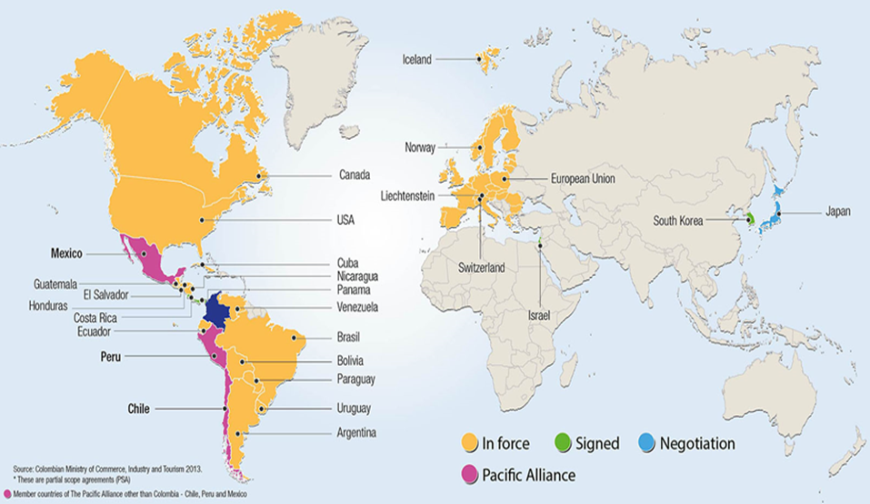 Iceland
Norway
Canada
European Union
Liechtenstein
USA
South Korea
Japan
Mexico
Cuba
Switzerland
Nicaragua
Guatemala
Panama
El Salvador
Honduras
Venezuela
Israel
Costa Rica
Ecuador
Brasil
Peru
Bolivia
Paraguay
Chile
Uruguay
Argentina
In force
Signed
Negotiation
Pacific Alliance
Source: Colombian Ministry of Commerce, Industry and Tourism 2013.
* These are partial scope agreements (PSA)
Member countries of The Pacific Alliance other than Colombia - Chile, Peru and Mexico